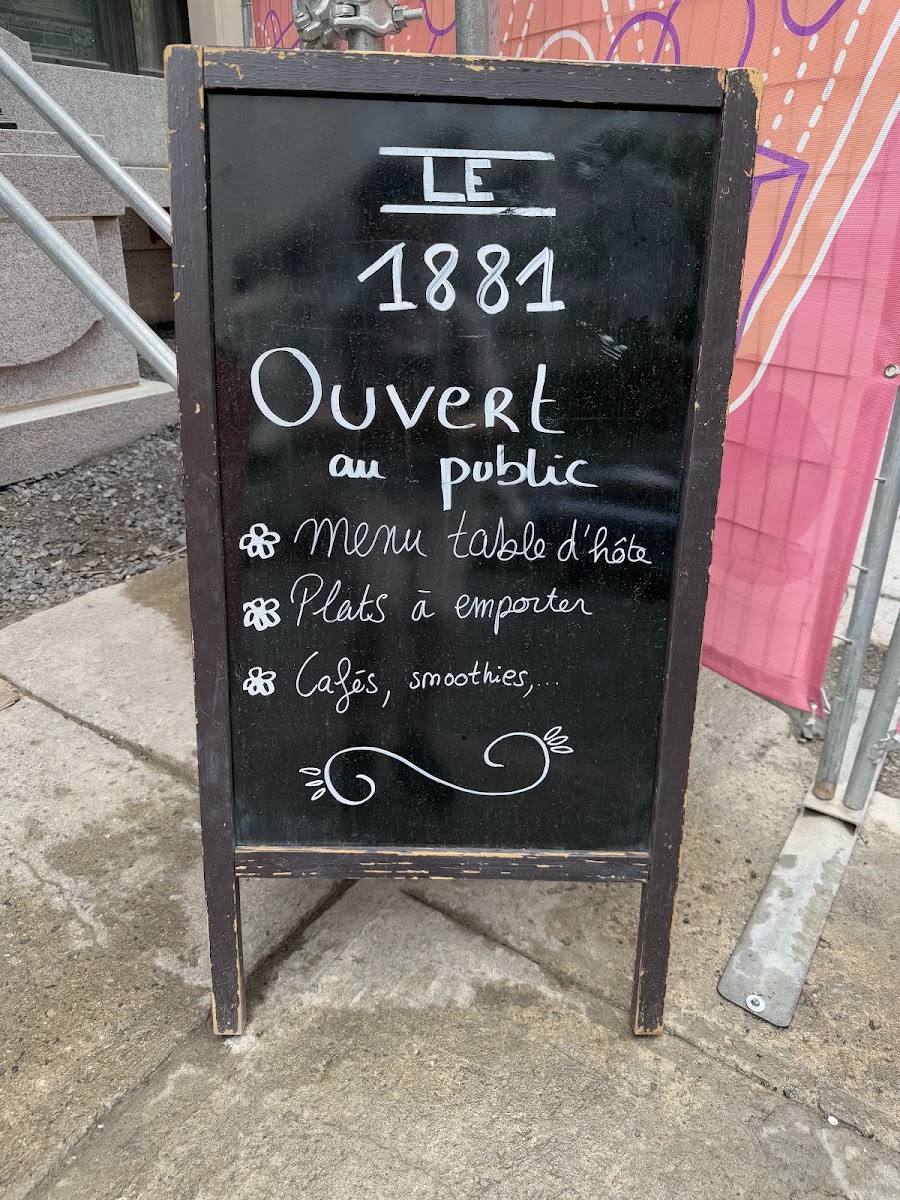 LE
1881
Ouvert
au public
Menu table d'hôte
Plats à emporter
Cafés, smoothies,...